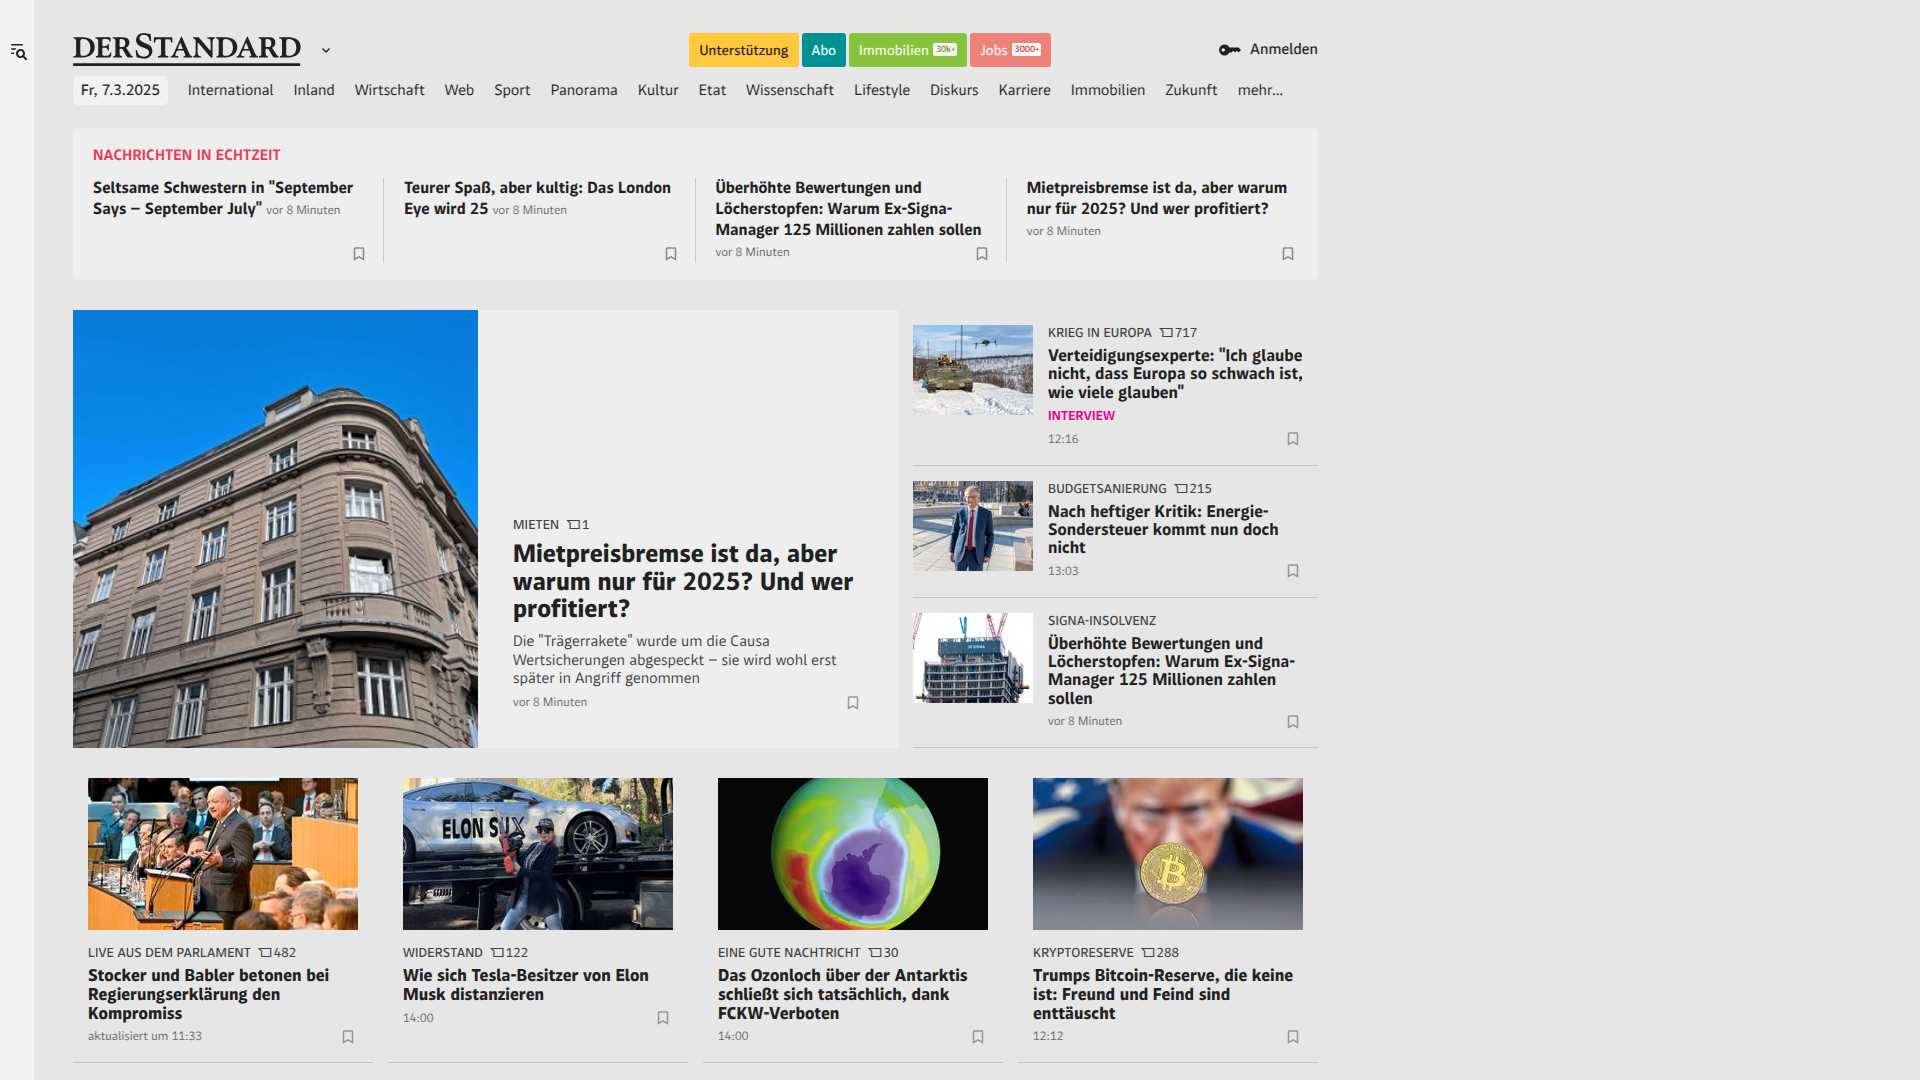 DERSTANDARD
Unterstützung
Abo
Immobilien 30k+
Jobs 3000+
Anmelden
Fr, 7.3.2025
International
Inland
Wirtschaft
Web
Sport
Panorama
Kultur
Etat
Wissenschaft
Lifestyle
Diskurs
Karriere
Immobilien
Zukunft
mehr...
NACHRICHTEN IN ECHTZEIT
Seltsame Schwestern in "September
Says – September July" vor 8 Minuten
Teurer Spaß, aber kultig: Das London
Eye wird 25 vor 8 Minuten
Überhöhte Bewertungen und
Löcherstopfen: Warum Ex-Signa-
Manager 125 Millionen zahlen sollen
vor 8 Minuten
Mietpreisbremse ist da, aber warum
nur für 2025? Und wer profitiert?
vor 8 Minuten
MIETEN 1
Mietpreisbremse ist da, aber
warum nur für 2025? Und wer
profitiert?
Die "Trägerrakete" wurde um die Causa
Wertsicherungen abgespeckt – sie wird wohl erst
später in Angriff genommen
vor 8 Minuten
KRIEG IN EUROPA 717
Verteidigungsexperte: "Ich glaube
nicht, dass Europa so schwach ist,
wie viele glauben"
INTERVIEW
12:16
BUDGETSANIERUNG 215
Nach heftiger Kritik: Energie-
Sondersteuer kommt nun doch
nicht
13:03
SIGNA-INSOLVENZ
Überhöhte Bewertungen und
Löcherstopfen: Warum Ex-Signa-
Manager 125 Millionen zahlen
sollen
vor 8 Minuten
LIVE AUS DEM PARLAMENT 482
Stocker und Babler betonen bei
Regierungserklärung den
Kompromiss
aktualisiert um 11:33
ELON SUX
WIDERSTAND 122
Wie sich Tesla-Besitzer von Elon
Musk distanzieren
14:00
EINE GUTE NACHTRICHT 30
Das Ozonloch über der Antarktis
schließt sich tatsächlich, dank
FCKW-Verboten
14:00
KRYPTORESERVE 288
Trumps Bitcoin-Reserve, die keine
ist: Freund und Feind sind
enttäuscht
12:12